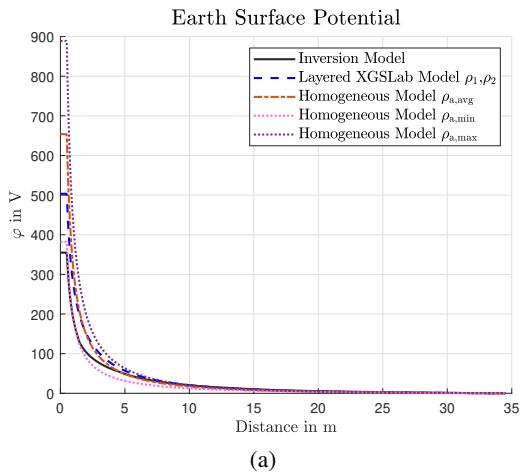 Earth Surface Potential
900
800
700
600
500
400
300
200
100
0
φ in V
Inversion Model
Layered XGSLab Model ρ1,ρ2
Homogeneous Model ρa,avg
Homogeneous Model ρa,min
Homogeneous Model ρa,max
0 5 10 15 20 25 30 35
Distance in m
(a)